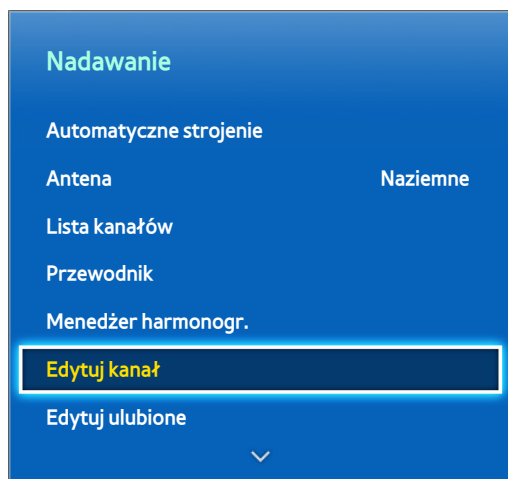 Nadawanie
Automatyczne strojenie
Antena Naziemne
Lista kanałów
Przewodnik
Menedżer harmonogr.
Edytuj kanał
Edytuj ulubione